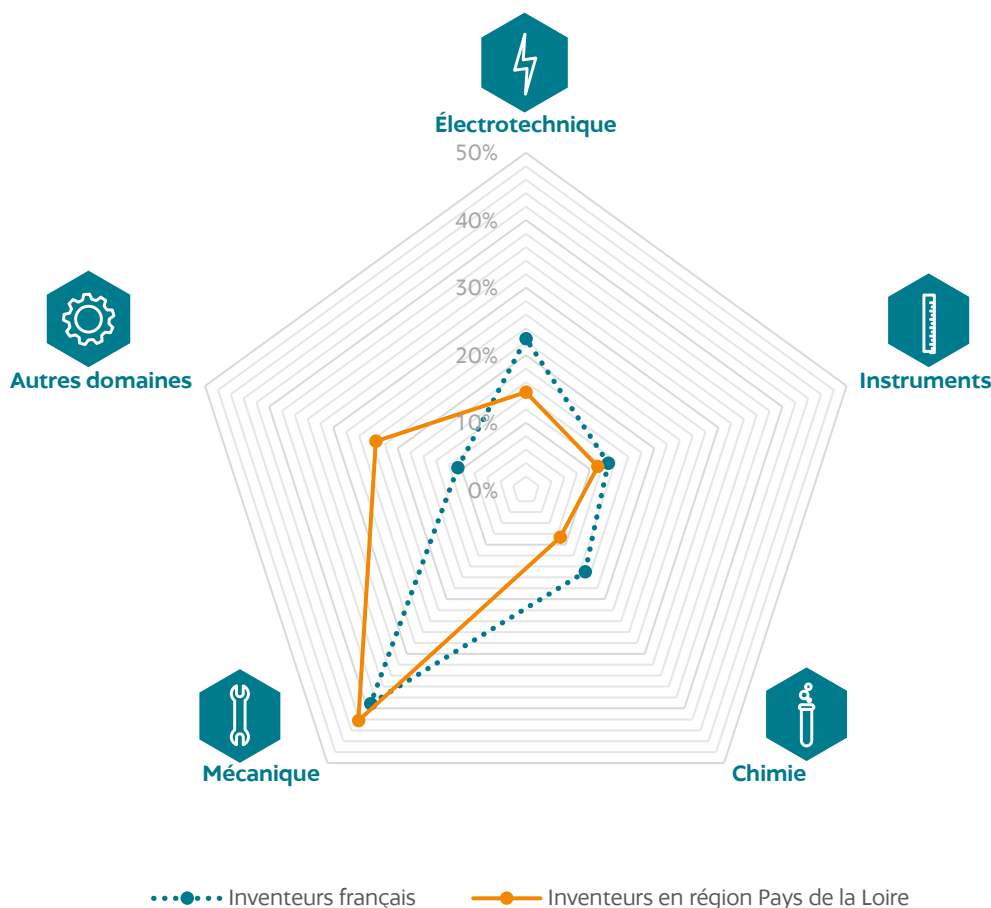 Électrotechnique
50%
40%
30%
20%
10%
0%
Autres domaines
Instruments
Mécanique
Chimie
Inventeurs français
Inventeurs en région Pays de la Loire